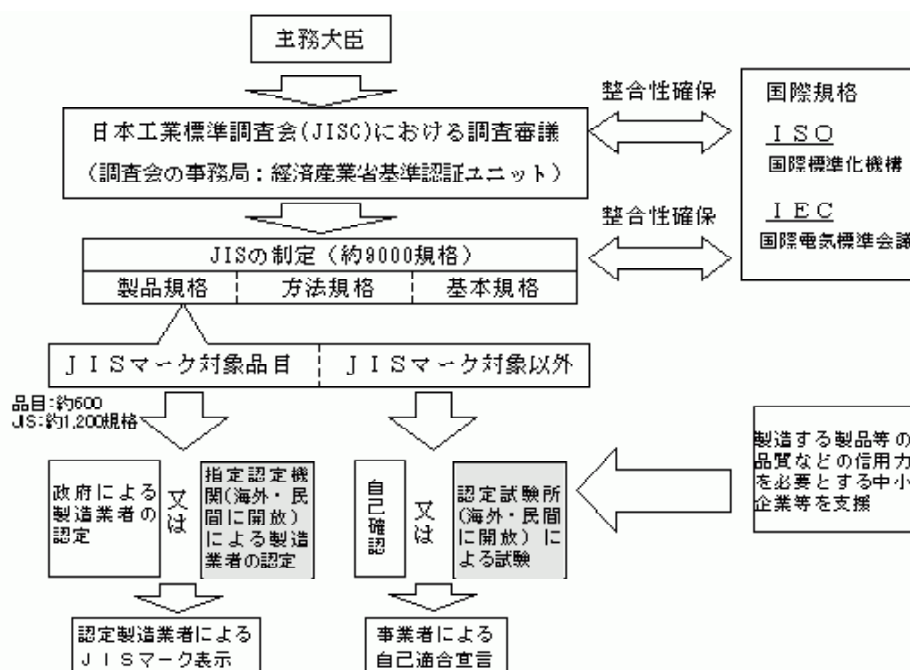 主務大臣
日本工業標準調査会(JISC)における調査審議
(調査会の事務局:経済産業省基準認証ユニット)
整合性確保
国際規格
ISO
国際標準化機構
IEC
国際電気標準会議
整合性確保
JISの制定(約9000規格)
製品規格
方法規格
基本規格
JISマーク対象品目
JISマーク対象以外
品目:約600
JIS:約1,200規格
政府による
製造業者の
認定
又は
指定認定機
関(海外・民
間に開放)
による製造
業者の認定
自己確認
又は
認定試験所
(海外・民間
に開放)に
よる試験
製造する製品等の
品質などの信用力
を必要とする中小
企業等を支援
認定製造業者による
JISマーク表示
事業者による
自己適合宣言